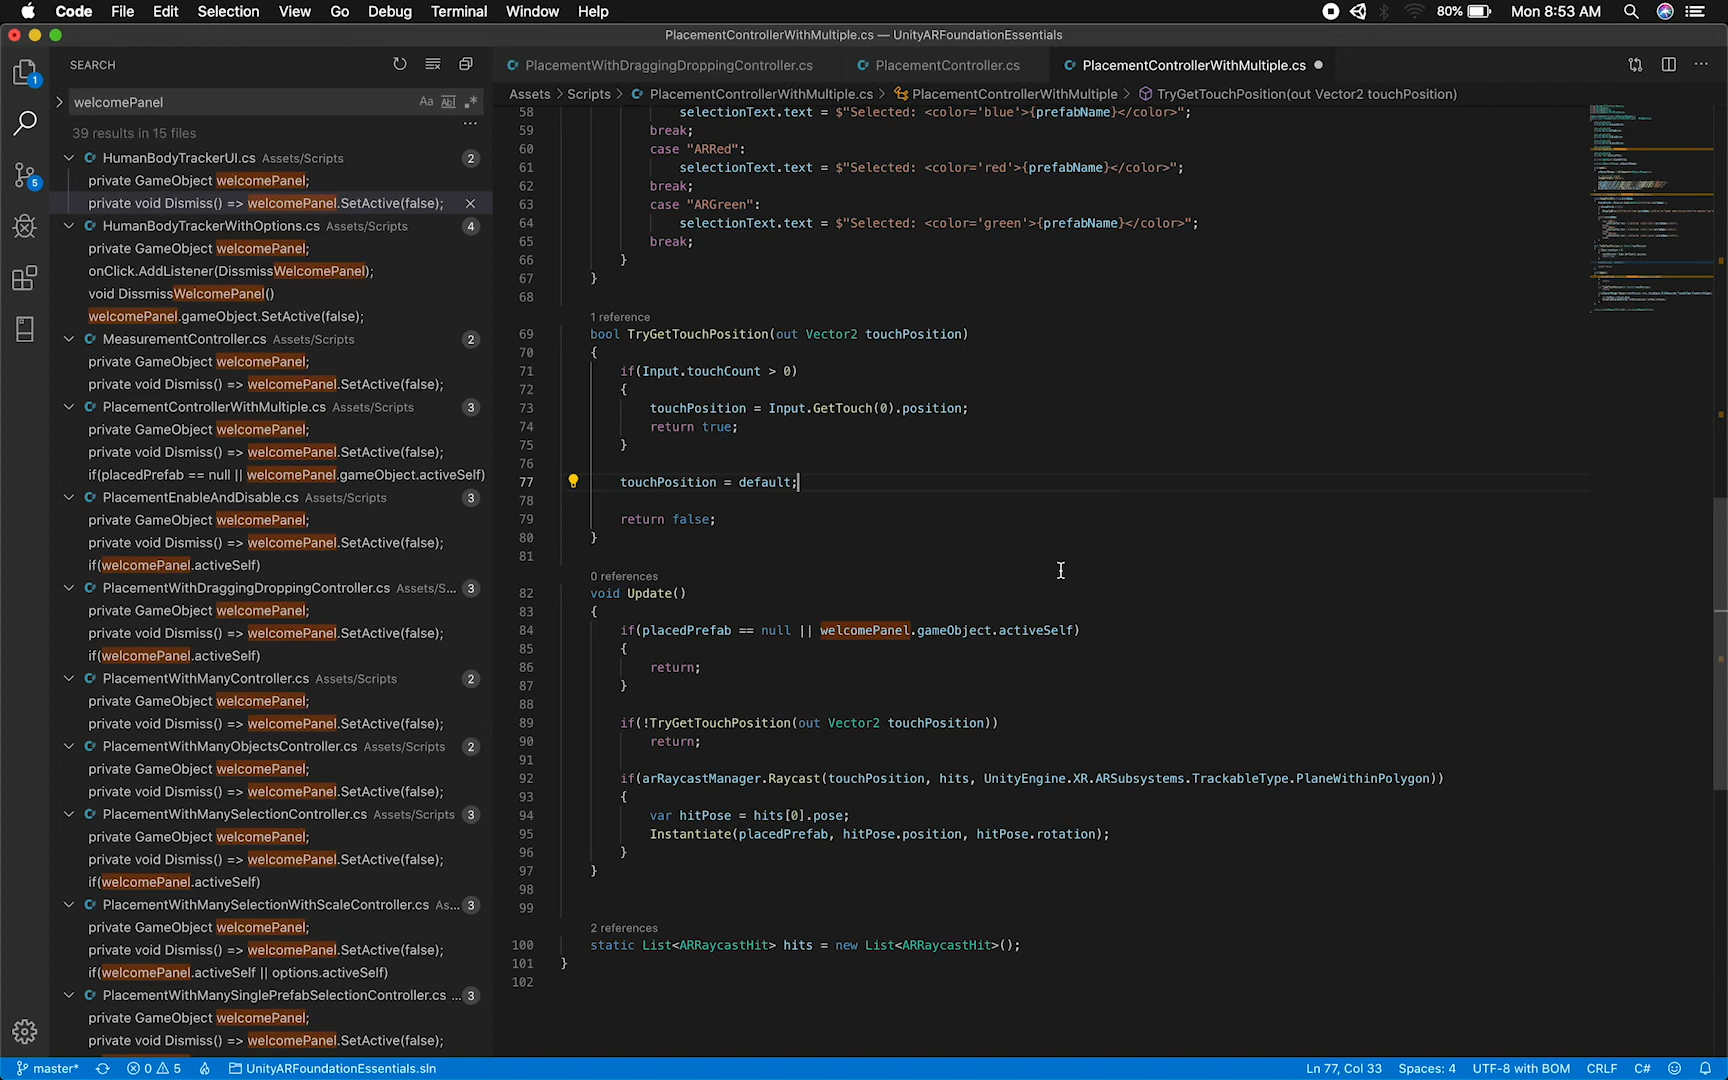 Code File Edit Selection View Go Debug Terminal Window Help
80% Mon 8:53 AM
PlacementControllerWithMultiple.cs — UnityARFoundationEssentials
SEARCH
welcomePanel
39 results in 15 files
HumanBodyTrackerUI.cs Assets/Scripts 2
private GameObject welcomePanel;
private void Dismiss() => welcomePanel.SetActive(false);
HumanBodyTrackerWithOptions.cs Assets/Scripts 4
private GameObject welcomePanel;
onClick.AddListener(DissmissWelcomePanel);
void DissmissWelcomePanel()
welcomePanel.gameObject.SetActive(false);
MeasurementController.cs Assets/Scripts 2
private GameObject welcomePanel;
private void Dismiss() => welcomePanel.SetActive(false);
PlacementControllerWithMultiple.cs Assets/Scripts 3
private GameObject welcomePanel;
private void Dismiss() => welcomePanel.SetActive(false);
if(placedPrefab == null || welcomePanel.gameObject.activeSelf)
PlacementEnableAndDisable.cs Assets/Scripts 3
private GameObject welcomePanel;
private void Dismiss() => welcomePanel.SetActive(false);
if(welcomePanel.activeSelf)
PlacementWithDraggingDroppingController.cs Assets/S... 3
private GameObject welcomePanel;
private void Dismiss() => welcomePanel.SetActive(false);
if(welcomePanel.activeSelf)
PlacementWithManyController.cs Assets/Scripts 2
private GameObject welcomePanel;
private void Dismiss() => welcomePanel.SetActive(false);
PlacementWithManyObjectsController.cs Assets/Scripts 2
private GameObject welcomePanel;
private void Dismiss() => welcomePanel.SetActive(false);
PlacementWithManySelectionController.cs Assets/Scripts 3
private GameObject welcomePanel;
private void Dismiss() => welcomePanel.SetActive(false);
if(welcomePanel.activeSelf)
PlacementWithManySelectionWithScaleController.cs As... 3
private GameObject welcomePanel;
private void Dismiss() => welcomePanel.SetActive(false);
if(welcomePanel.activeSelf || options.activeSelf)
PlacementWithManySinglePrefabSelectionController.cs ... 3
private GameObject welcomePanel;
private void Dismiss() => welcomePanel.SetActive(false);
PlacementWithDraggingDroppingController.cs PlacementController.cs PlacementControllerWithMultiple.cs
Assets > Scripts > PlacementControllerWithMultiple.cs > PlacementControllerWithMultiple > TryGetTouchPosition(out Vector2 touchPosition)
58 selectionText.text = $"Selected: <color='blue'>{prefabName}</color>";
59 break;
60 case "ARRed":
61 selectionText.text = $"Selected: <color='red'>{prefabName}</color>";
62 break;
63 case "ARGreen":
64 selectionText.text = $"Selected: <color='green'>{prefabName}</color>";
65 break;
66 }
67 }
68
1 reference
69 bool TryGetTouchPosition(out Vector2 touchPosition)
70 {
71 if(Input.touchCount > 0)
72 {
73 touchPosition = Input.GetTouch(0).position;
74 return true;
75 }
76
77 touchPosition = default;
78
79 return false;
80 }
81
0 references
82 void Update()
83 {
84 if(placedPrefab == null || welcomePanel.gameObject.activeSelf)
85 {
86 return;
87 }
88
89 if(!TryGetTouchPosition(out Vector2 touchPosition))
90 return;
91
92 if(arRaycastManager.Raycast(touchPosition, hits, UnityEngine.XR.ARSubsystems.TrackableType.PlaneWithinPolygon))
93 {
94 var hitPose = hits[0].pose;
95 Instantiate(placedPrefab, hitPose.position, hitPose.rotation);
96 }
97 }
98
99
2 references
100 static List<ARRaycastHit> hits = new List<ARRaycastHit>();
101 }
102
master* 0 5 UnityARFoundationEssentials.sln
Ln 77, Col 33 Spaces: 4 UTF-8 with BOM CRLF C#